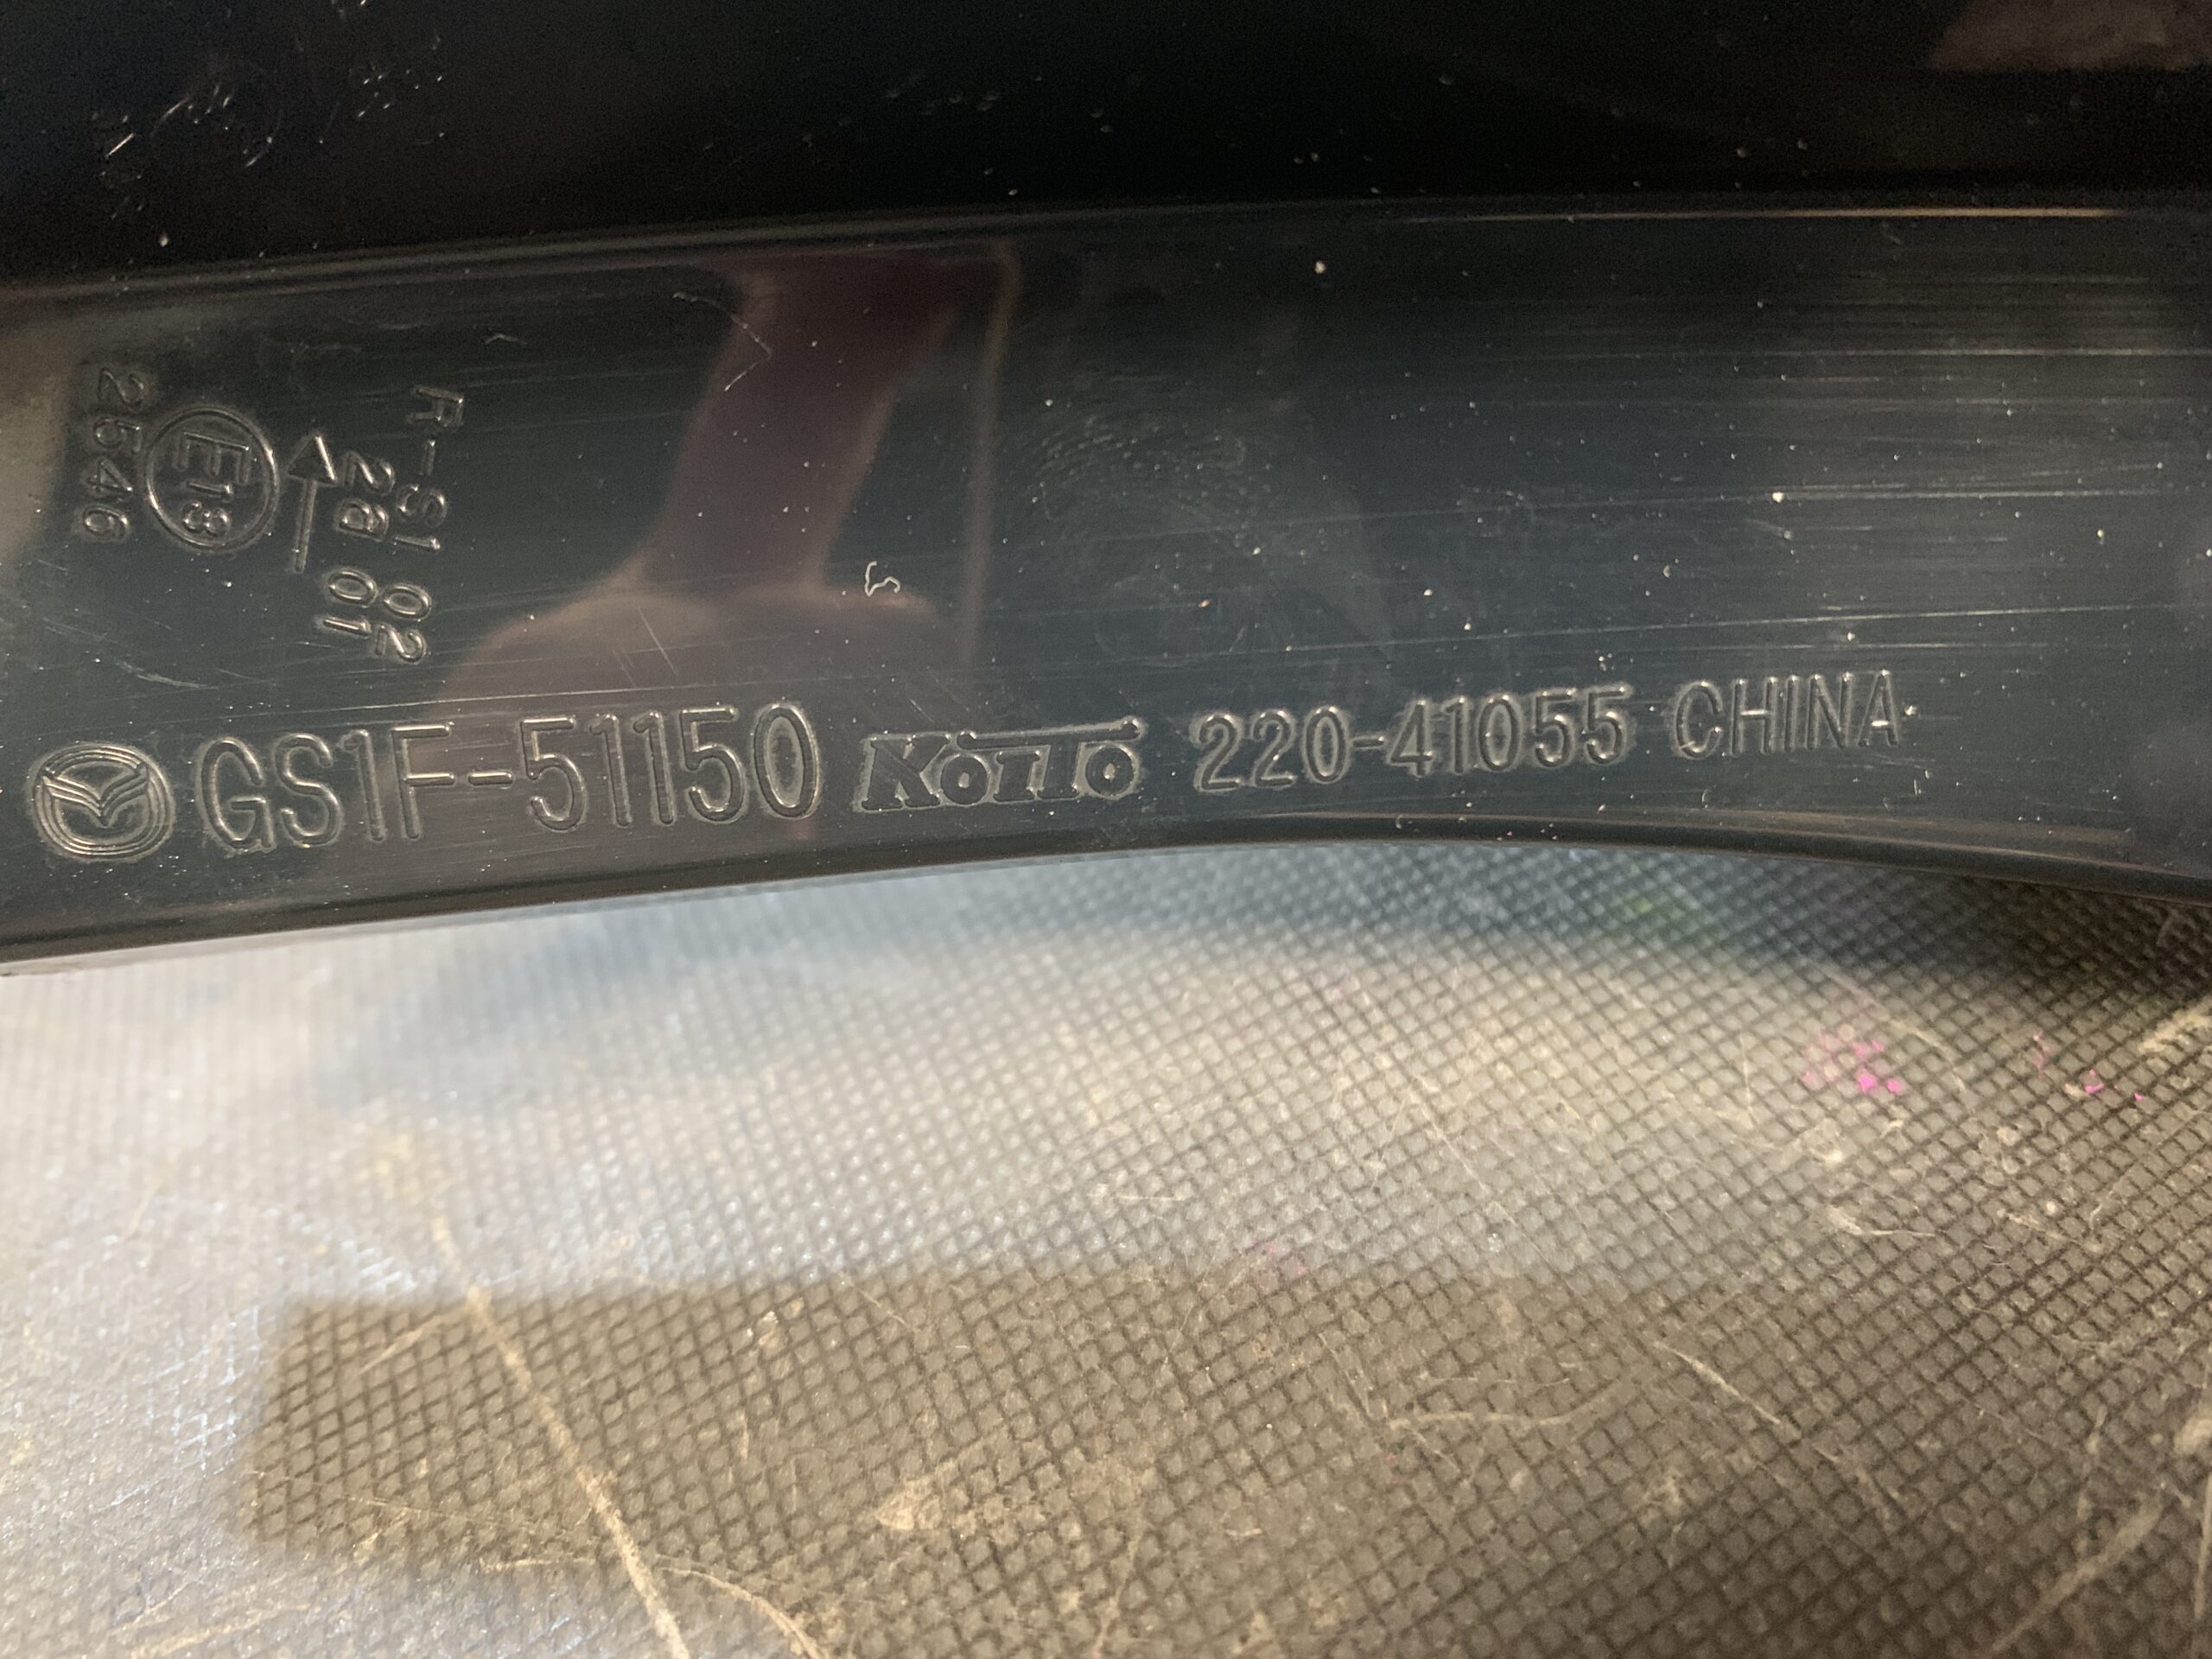 R-S1 02
2a 01
E13
2546
GS1F-51150 KOITO 220-41055 CHINA